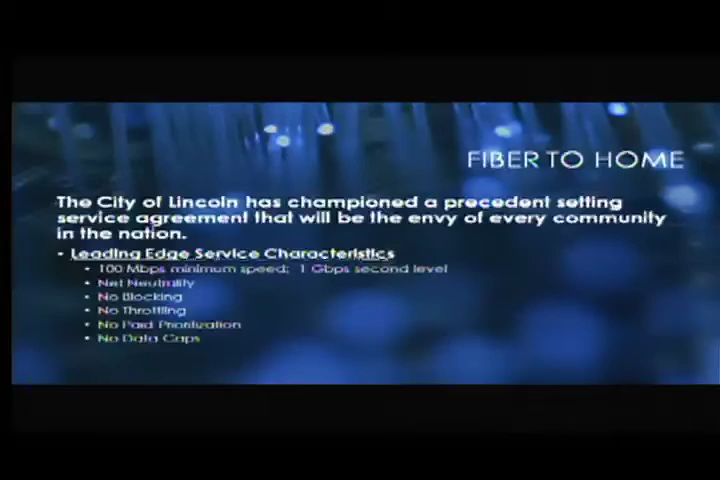 FIBER TO HOME
The City of Lincoln has championed a precedent setting
service agreement that will be the envy of every community
in the nation.
• Leading Edge Service Characteristics
• 100 Mbps minimum speed; 1 Gbps second level
• Net Neutrality
• No Blocking
• No Throttling
• No Paid Prioritization
• No Data Caps